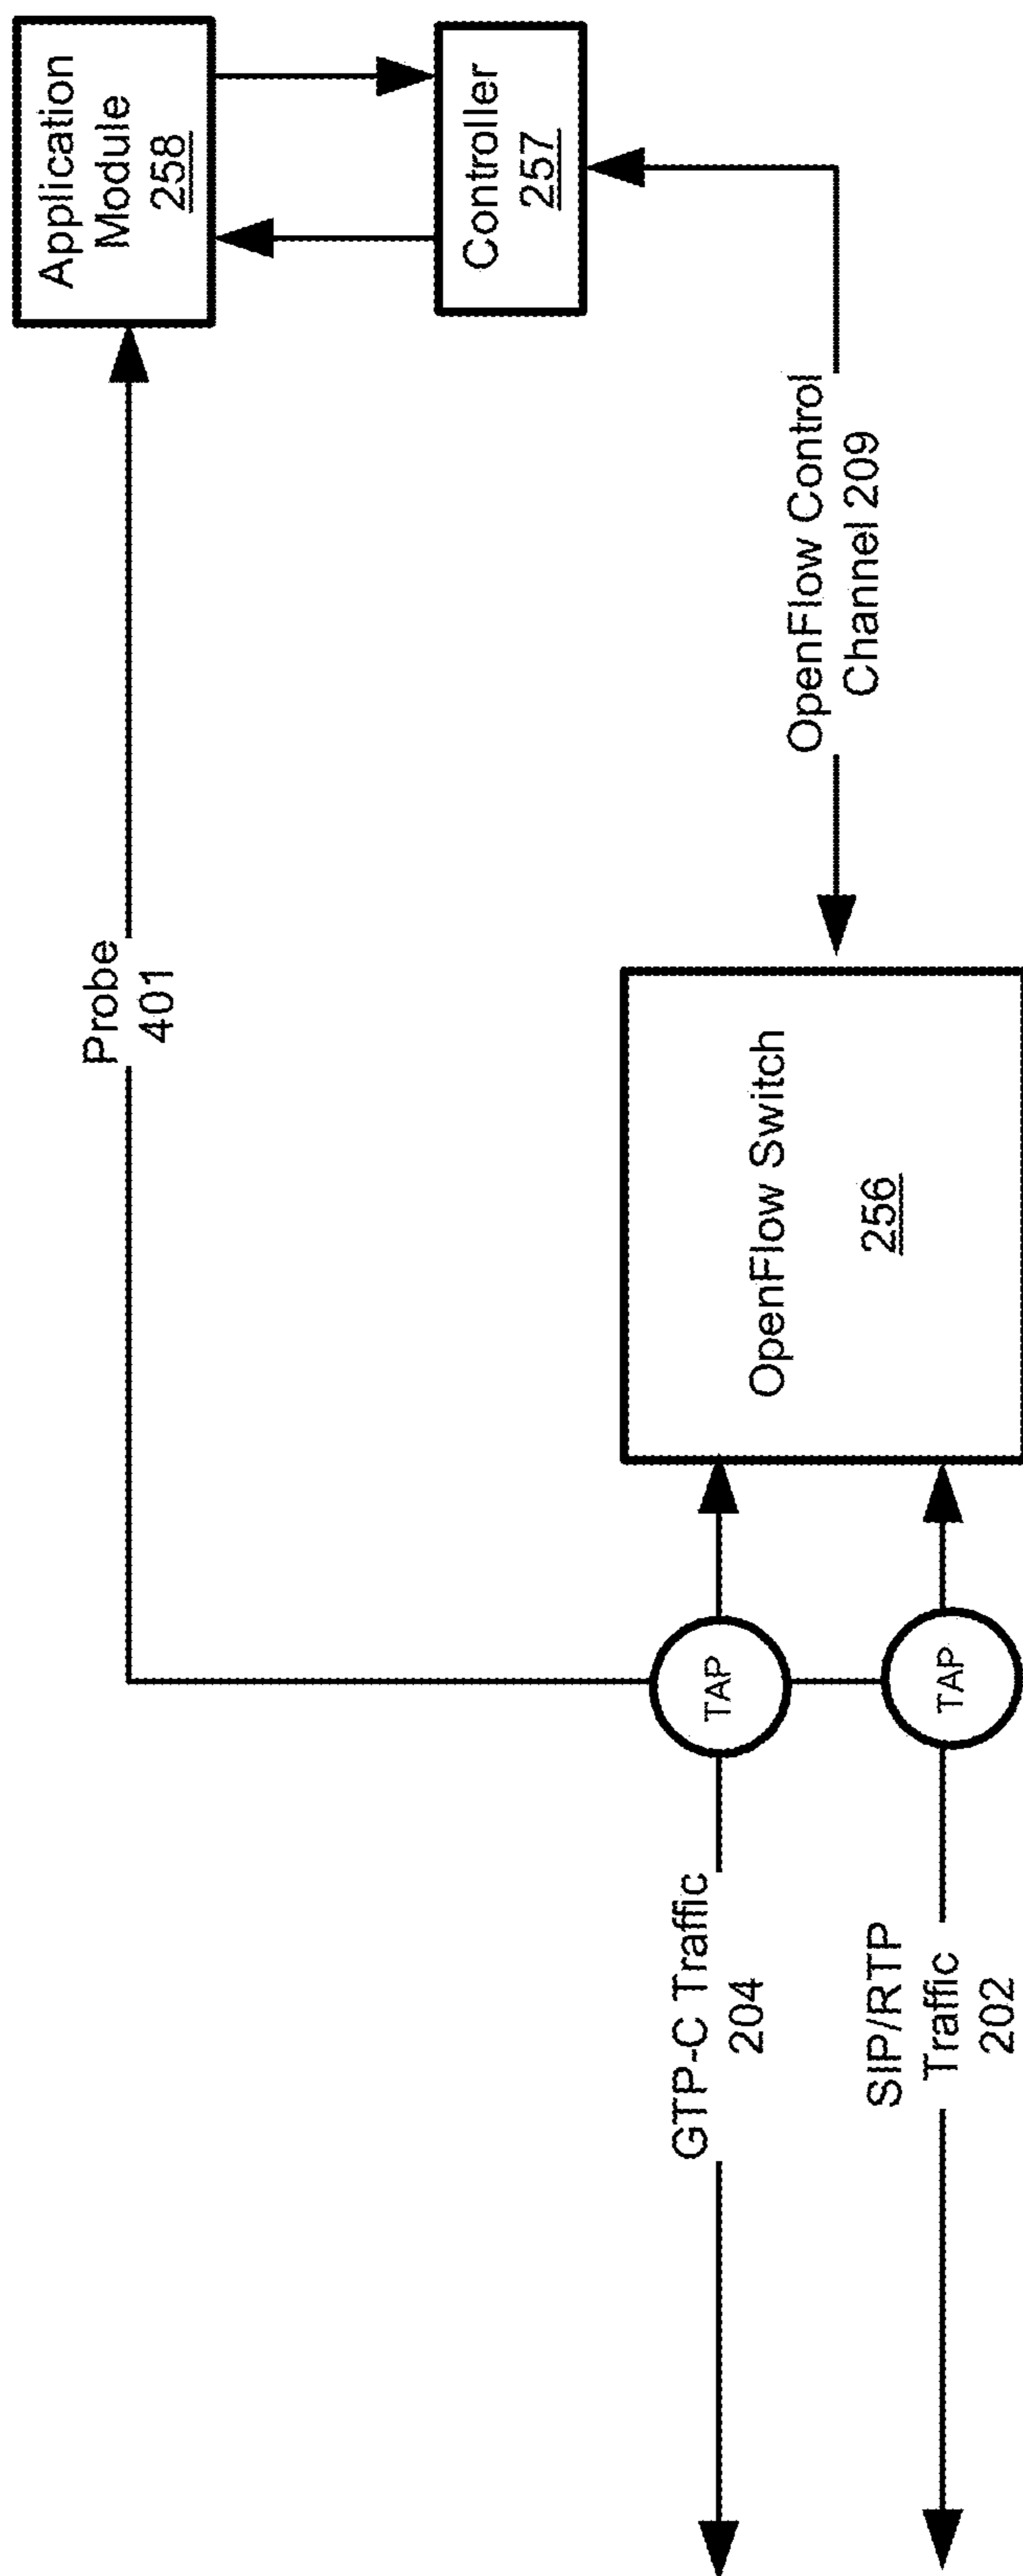 Application
Module
258
Controller
257
Probe
401
OpenFlow Control
Channel 209
OpenFlow Switch
256
TAP
TAP
GTP-C Traffic
204
SIP/RTP
Traffic
202